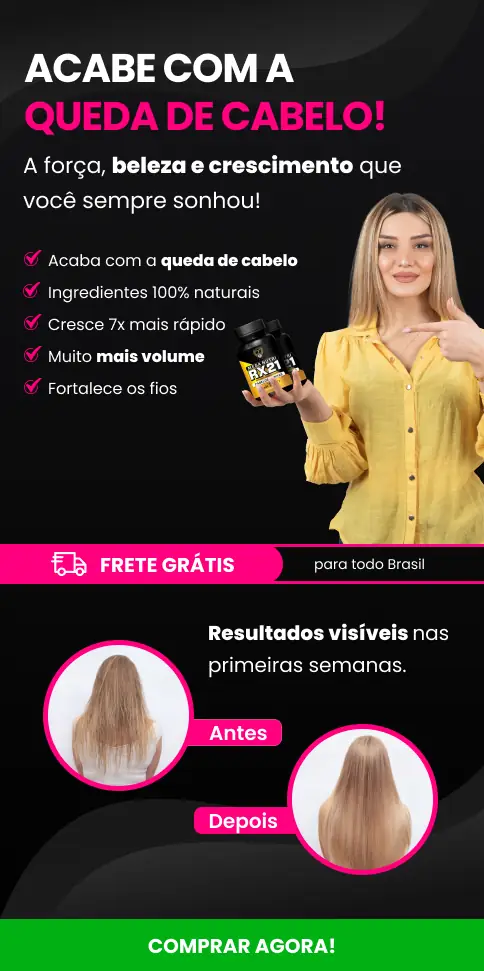 ACABE COM A
QUEDA DE CABELO!
A força, beleza e crescimento que
você sempre sonhou!
Acaba com a queda de cabelo
Ingredientes 100% naturais
Cresce 7x mais rápido
Muito mais volume
Fortalece os fios
RX21
FRETE GRÁTIS
para todo Brasil
Resultados visíveis nas
primeiras semanas.
Antes
Depois
COMPRAR AGORA!